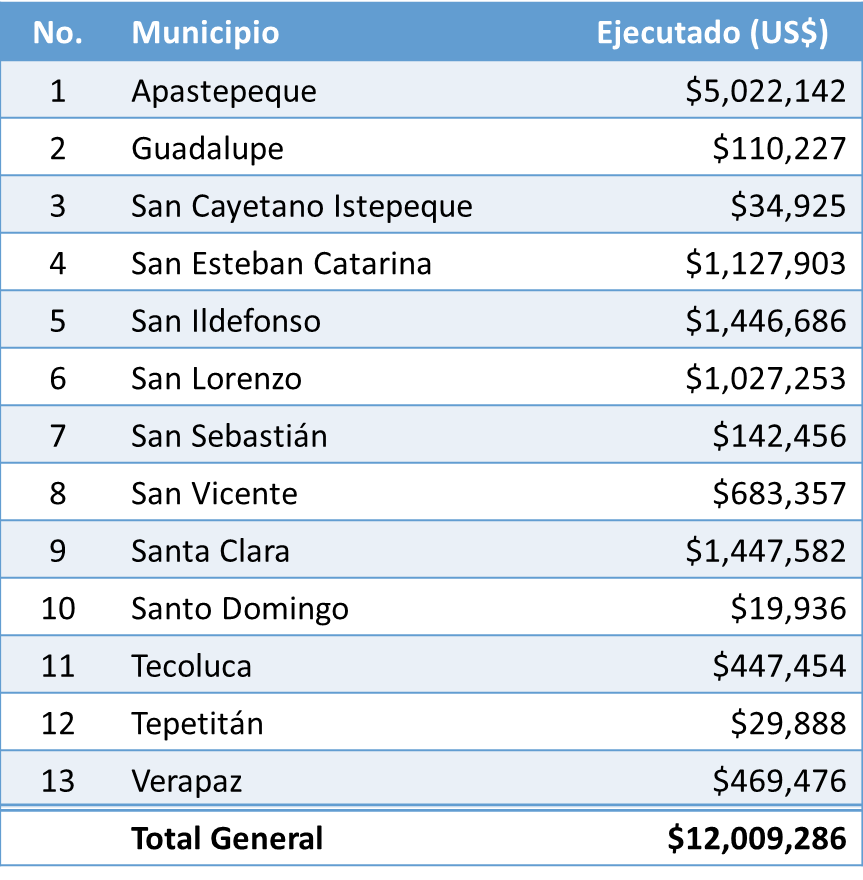 No. Municipio Ejecutado (US$)
1 Apastepeque $5,022,142
2 Guadalupe $110,227
3 San Cayetano Istepeque $34,925
4 San Esteban Catarina $1,127,903
5 San Ildefonso $1,446,686
6 San Lorenzo $1,027,253
7 San Sebastián $142,456
8 San Vicente $683,357
9 Santa Clara $1,447,582
10 Santo Domingo $19,936
11 Tecoluca $447,454
12 Tepetitán $29,888
13 Verapaz $469,476
Total General $12,009,286